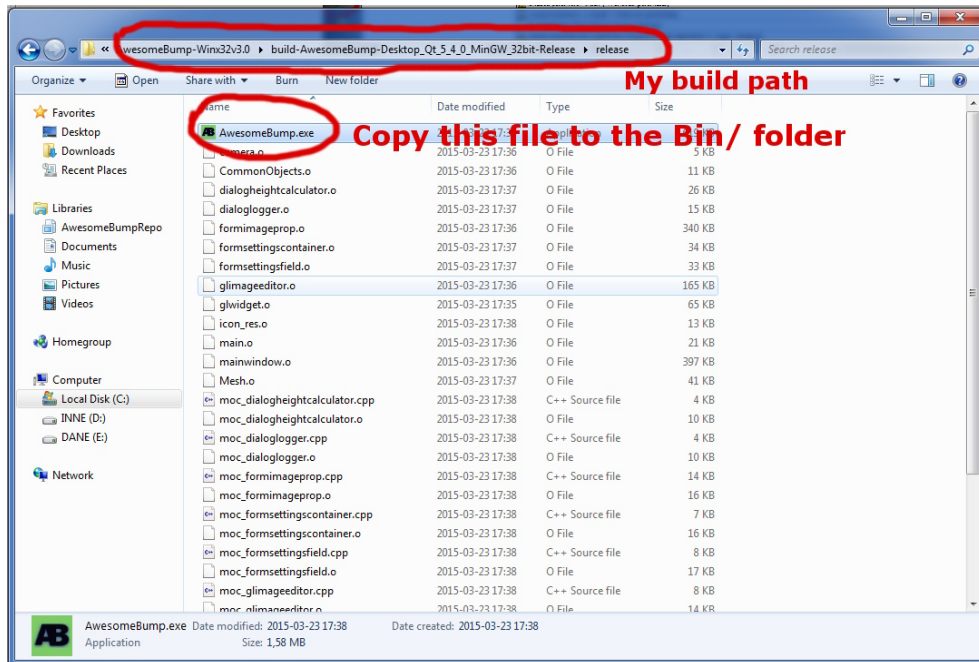 « wesomeBump-Winx32v3.0 ▸ build-AwesomeBump-Desktop_Qt_5_4_0_MinGW_32bit-Release ▸ release
Search release
Organize Open Share with Burn New folder
My build path
Favorites
Desktop
Downloads
Recent Places
Libraries
AwesomeBumpRepo
Documents
Music
Pictures
Videos
Homegroup
Computer
Local Disk (C:)
INNE (D:)
DANE (E:)
Network
Name Date modified Type Size
AwesomeBump.exe
Copy this file to the Bin/ folder
camera.o 2015-03-23 17:36 O File 5 KB
CommonObjects.o 2015-03-23 17:36 O File 11 KB
dialogheightcalculator.o 2015-03-23 17:37 O File 26 KB
dialoglogger.o 2015-03-23 17:37 O File 15 KB
formimageprop.o 2015-03-23 17:36 O File 340 KB
formsettingscontainer.o 2015-03-23 17:37 O File 34 KB
formsettingsfield.o 2015-03-23 17:37 O File 33 KB
glimageeditor.o 2015-03-23 17:36 O File 165 KB
glwidget.o 2015-03-23 17:35 O File 65 KB
icon_res.o 2015-03-23 17:38 O File 13 KB
main.o 2015-03-23 17:36 O File 21 KB
mainwindow.o 2015-03-23 17:36 O File 397 KB
Mesh.o 2015-03-23 17:37 O File 41 KB
moc_dialogheightcalculator.cpp 2015-03-23 17:38 C++ Source file 4 KB
moc_dialogheightcalculator.o 2015-03-23 17:38 O File 10 KB
moc_dialoglogger.cpp 2015-03-23 17:38 C++ Source file 4 KB
moc_dialoglogger.o 2015-03-23 17:38 O File 10 KB
moc_formimageprop.cpp 2015-03-23 17:38 C++ Source file 14 KB
moc_formimageprop.o 2015-03-23 17:38 O File 16 KB
moc_formsettingscontainer.cpp 2015-03-23 17:38 C++ Source file 7 KB
moc_formsettingscontainer.o 2015-03-23 17:38 O File 16 KB
moc_formsettingsfield.cpp 2015-03-23 17:38 C++ Source file 8 KB
moc_formsettingsfield.o 2015-03-23 17:38 O File 17 KB
moc_glimageeditor.cpp 2015-03-23 17:38 C++ Source file 8 KB
moc_glimageeditor.o 2015-03-23 17:38 O File 14 KB
AB AwesomeBump.exe Date modified: 2015-03-23 17:38 Date created: 2015-03-23 17:38
Application Size: 1,58 MB